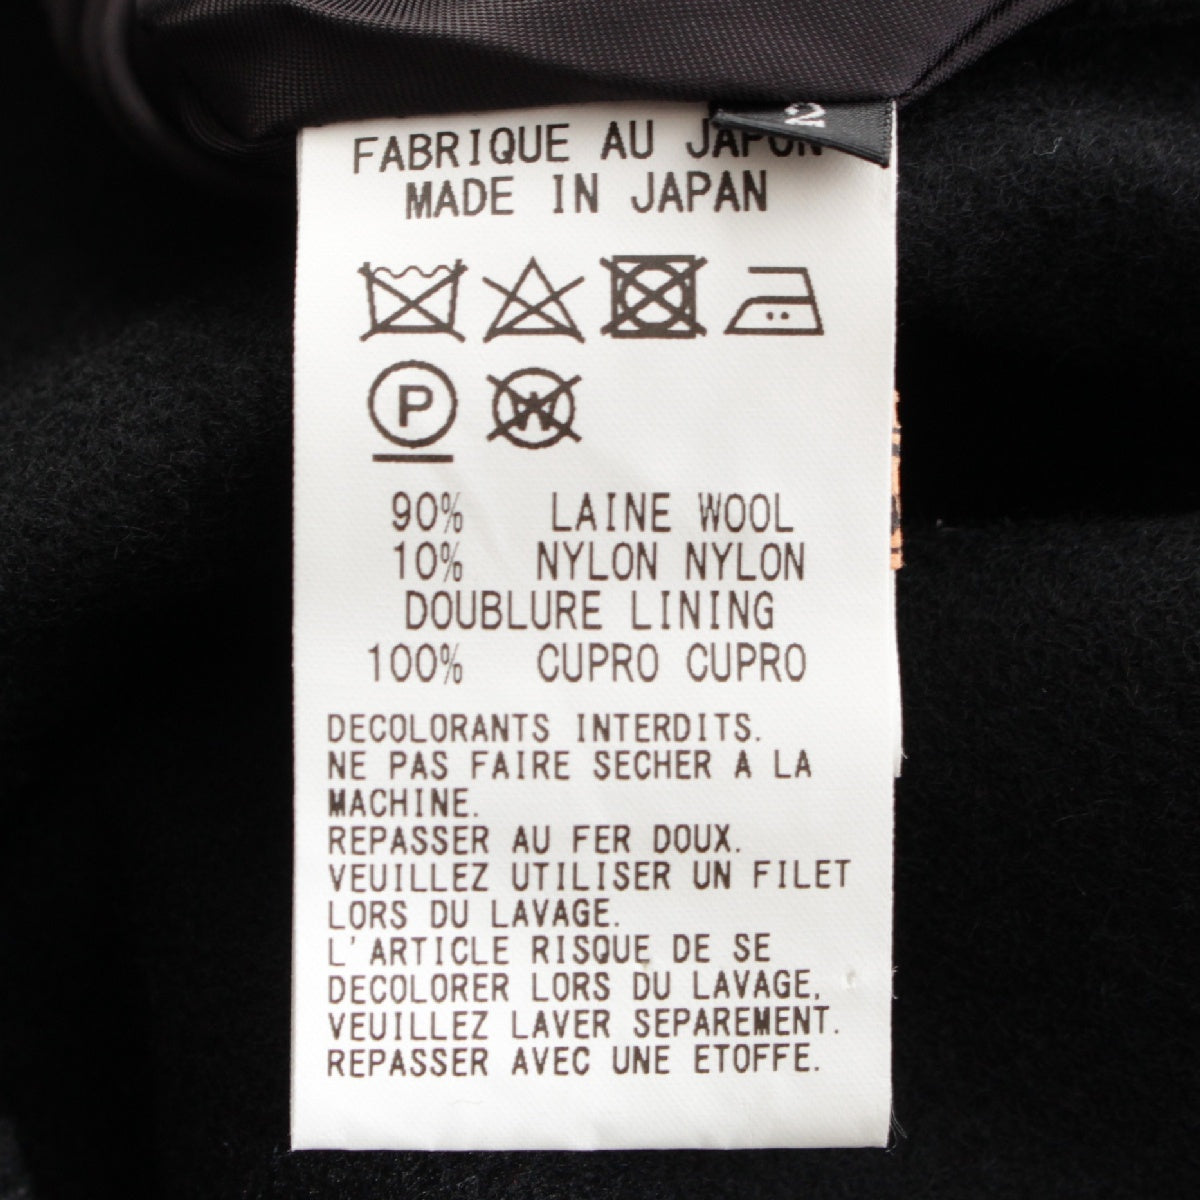 2
FABRIQUE AU JAPON
MADE IN JAPAN
P
W
90% LAINE WOOL
10% NYLON NYLON
DOUBLURE LINING
100% CUPRO CUPRO
DECOLORANTS INTERDITS.
NE PAS FAIRE SECHER A LA
MACHINE.
REPASSER AU FER DOUX.
VEUILLEZ UTILISER UN FILET
LORS DU LAVAGE.
L'ARTICLE RISQUE DE SE
DECOLORER LORS DU LAVAGE,
VEUILLEZ LAVER SEPAREMENT.
REPASSER AVEC UNE ETOFFE.